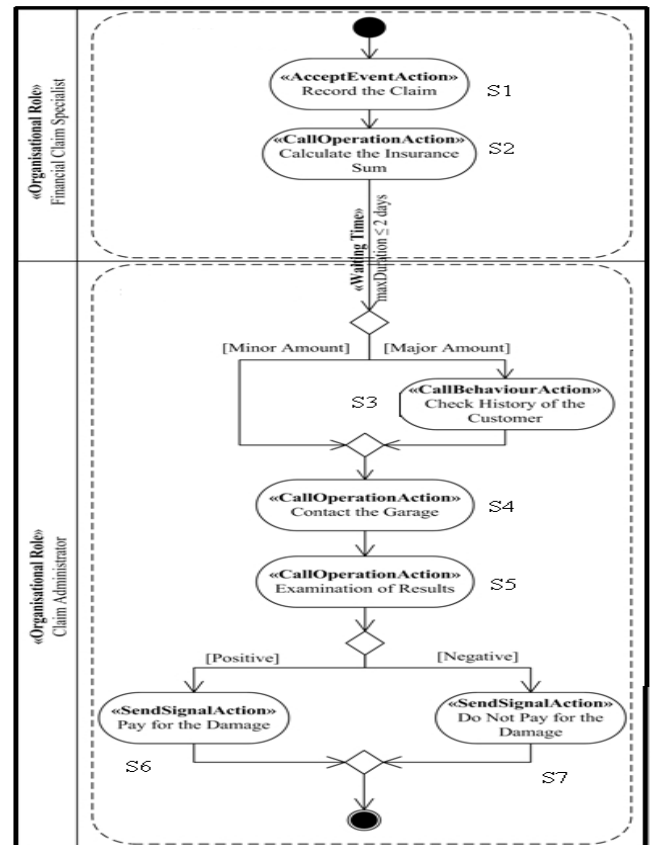 «Organisational Role»
Financial Claim Specialist
«AcceptEventAction»
Record the Claim
S1
«CallOperationAction»
Calculate the Insurance
Sum
S2
«Waiting Time»
maxDuration ≤ 2 days
«Organisational Role»
Claim Administrator
[Minor Amount]
[Major Amount]
S3
«CallBehaviourAction»
Check History of the
Customer
«CallOperationAction»
Contact the Garage
S4
«CallOperationAction»
Examination of Results
S5
[Positive]
[Negative]
«SendSignalAction»
Pay for the Damage
S6
«SendSignalAction»
Do Not Pay for the
Damage
S7